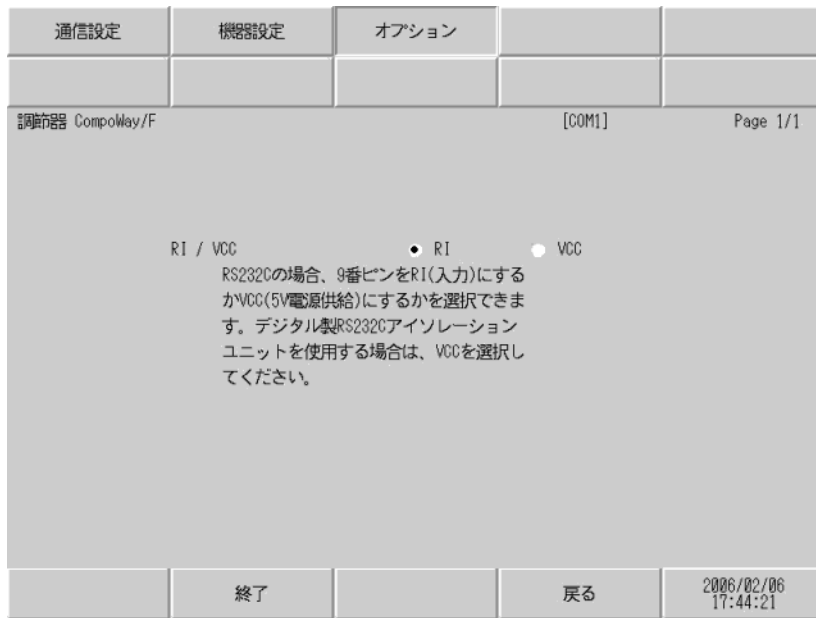 通信設定 機器設定 オプション
調節器 CompoWay/F [COM1] Page 1/1
RI / VCC RI VCC
RS232Cの場合、9番ピンをRI(入力)にする
かVCC(5V電源供給)にするかを選択できま
す。デジタル製RS232Cアイソレーション
ユニットを使用する場合は、VCCを選択し
てください。
終了 戻る 2006/02/06
17:44:21